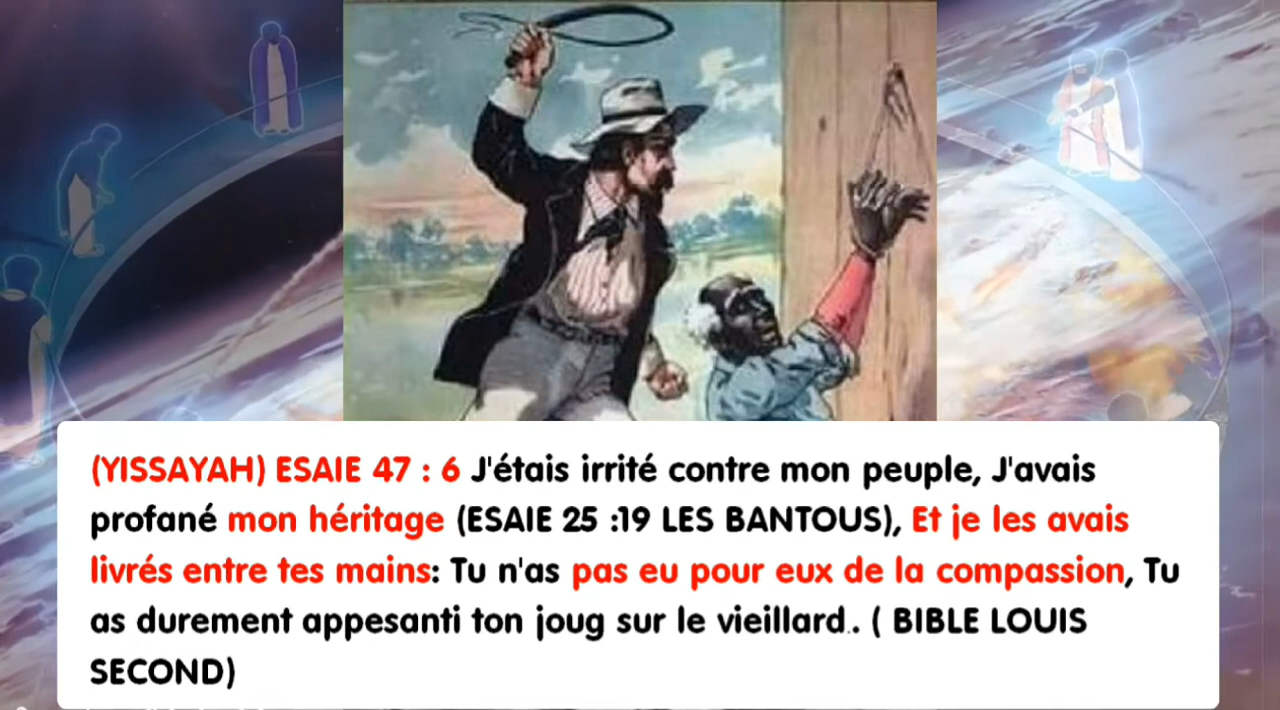 (YISSAYAH) ESAIE 47 : 6 J'étais irrité contre mon peuple, J'avais
profané mon héritage (ESAIE 25 :19 LES BANTOUS), Et je les avais
livrés entre tes mains: Tu n'as pas eu pour eux de la compassion, Tu
as durement appesanti ton joug sur le vieillard.. ( BIBLE LOUIS
SECOND)